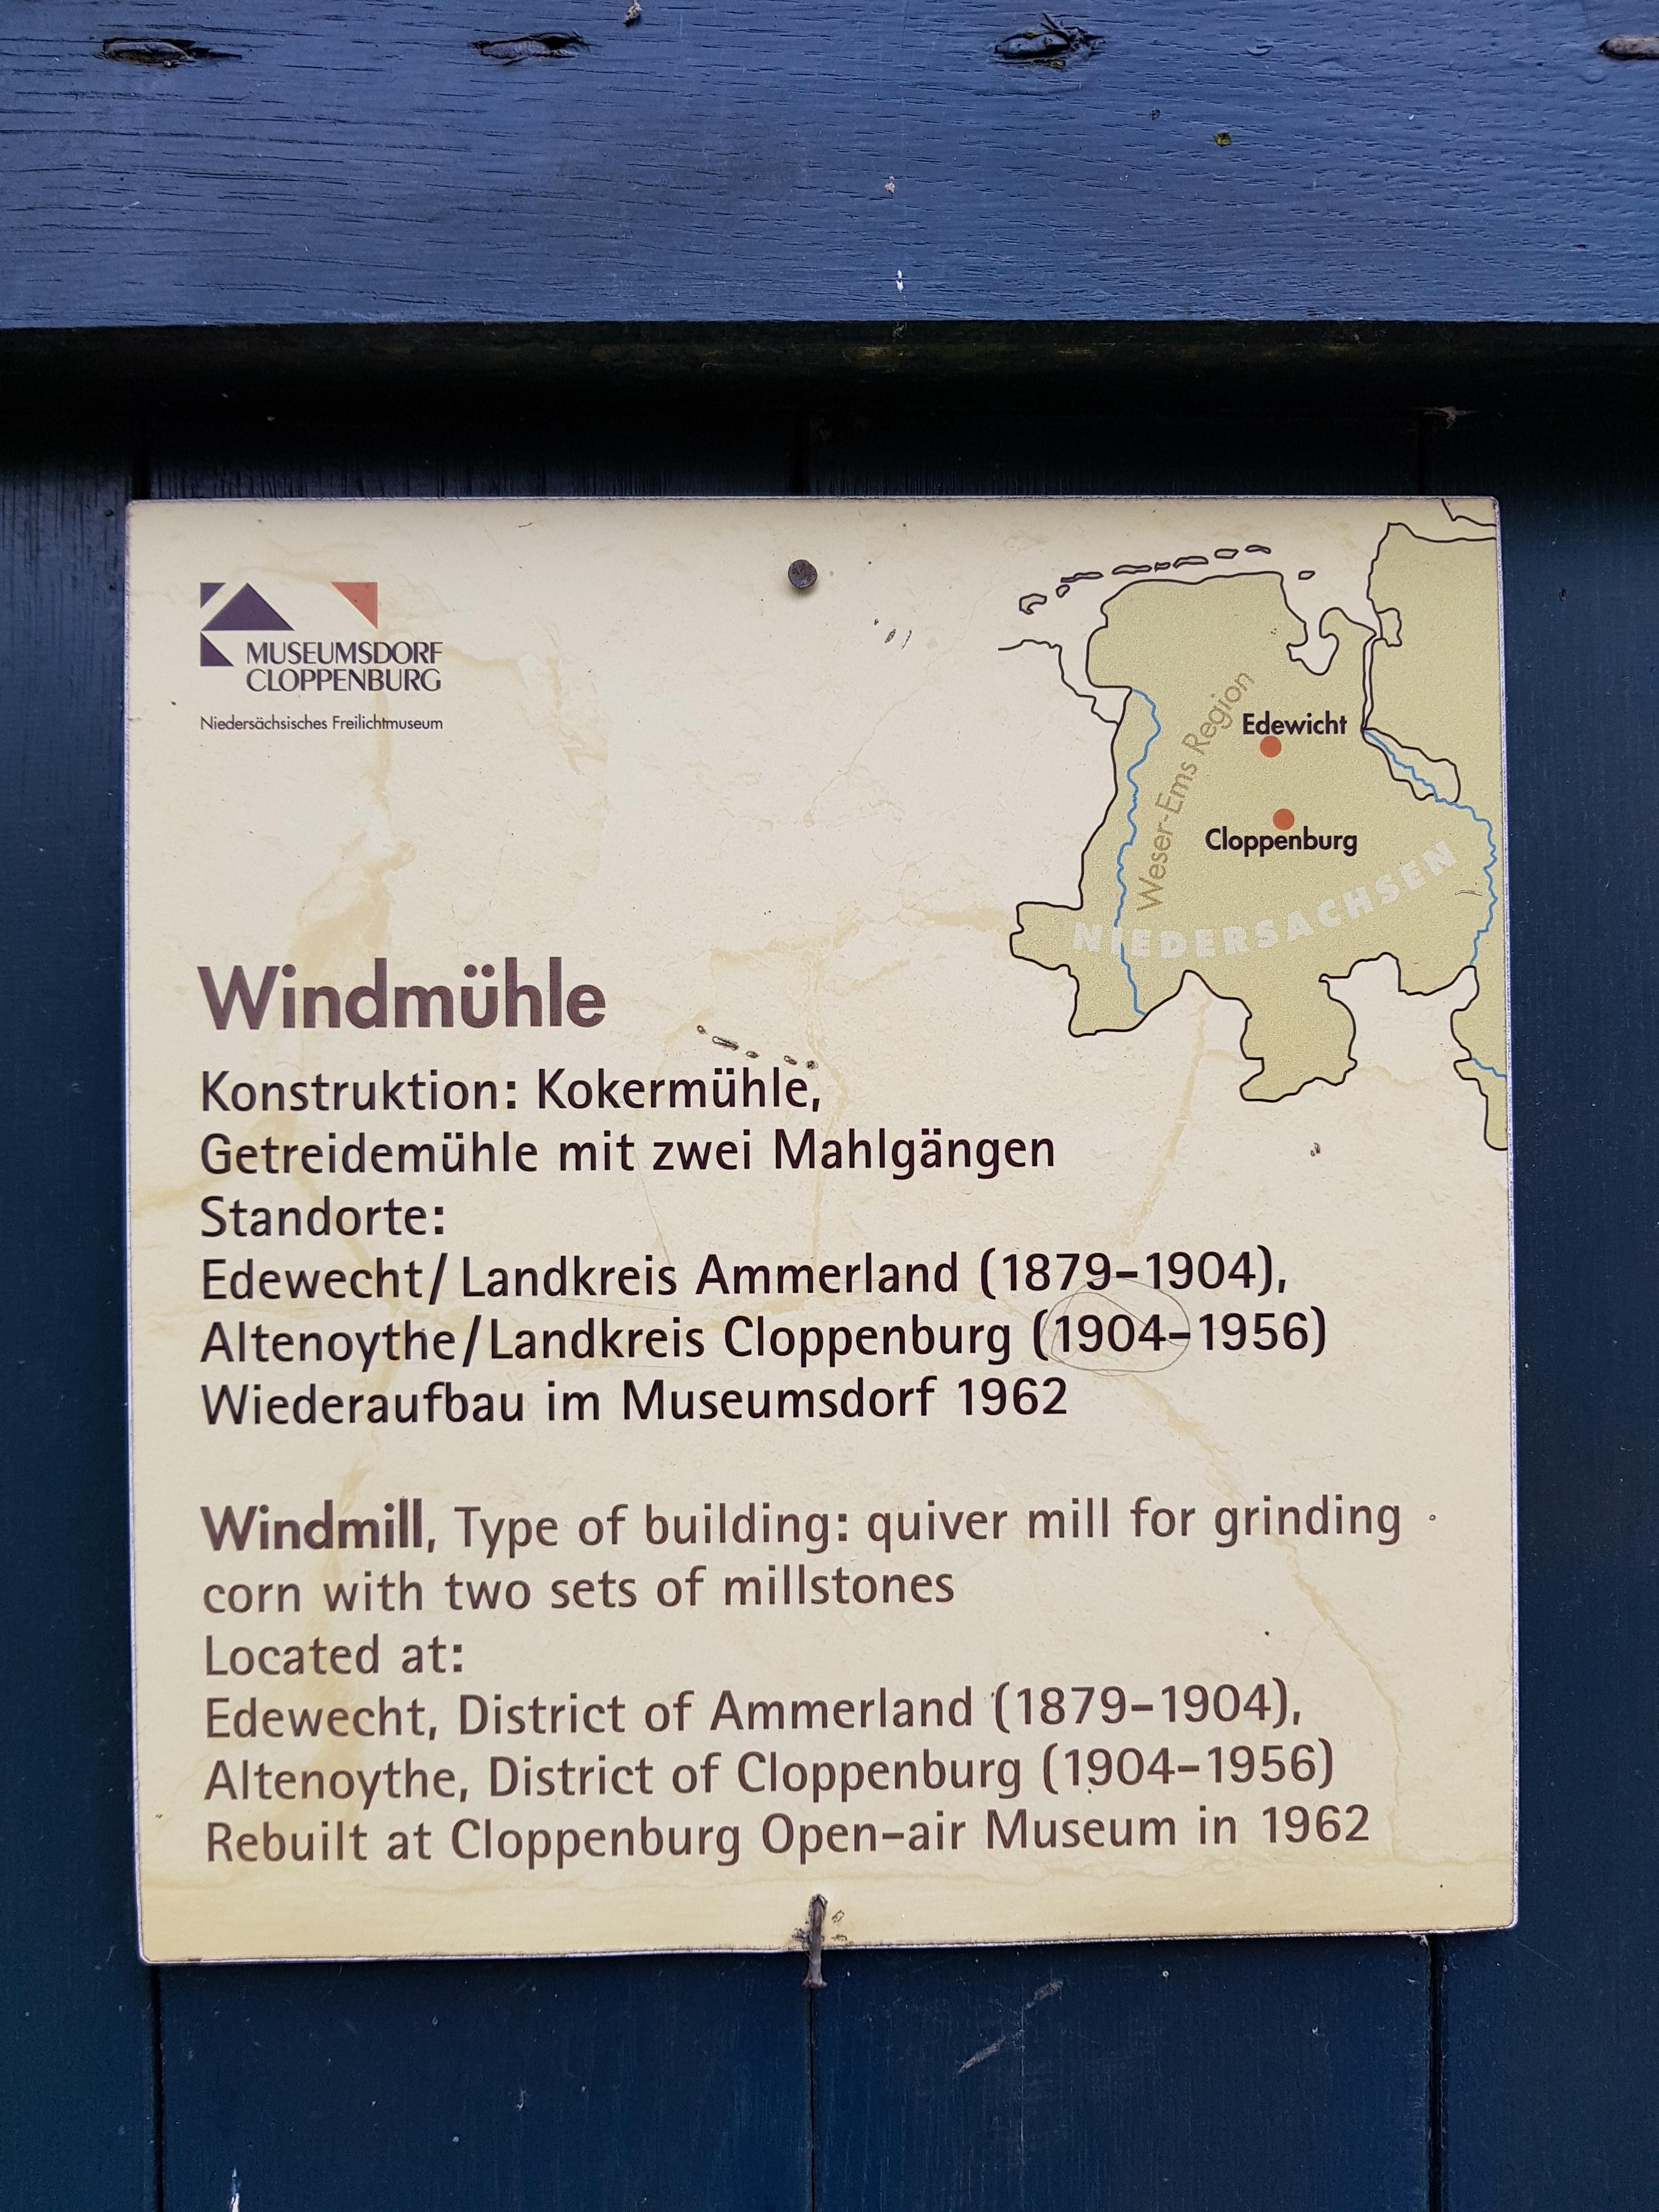 MUSEUMSDORF
CLOPPENBURG
Niedersächsisches Freilichtmuseum
Weser-Ems Region
Edewicht
Cloppenburg
NIEDERSACHSEN
Windmühle
Konstruktion: Kokermühle,
Getreidemühle mit zwei Mahlgängen
Standorte:
Edewecht/Landkreis Ammerland (1879–1904),
Altenoythe/Landkreis Cloppenburg (1904–1956)
Wiederaufbau im Museumsdorf 1962
Windmill, Type of building: quiver mill for grinding
corn with two sets of millstones
Located at:
Edewecht, District of Ammerland (1879–1904),
Altenoythe, District of Cloppenburg (1904–1956)
Rebuilt at Cloppenburg Open-air Museum in 1962